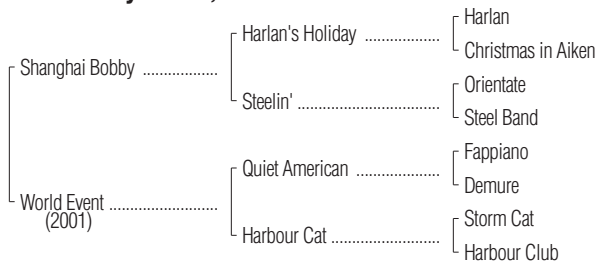 Harlan
Harlan's Holiday ..................
Christmas in Aiken
Shanghai Bobby ..................
Orientate
Steelin' ..................................
Steel Band
Fappiano
Quiet American ....................
Demure
World Event ..........................
(2001)
Storm Cat
Harbour Cat ..........................
Harbour Club